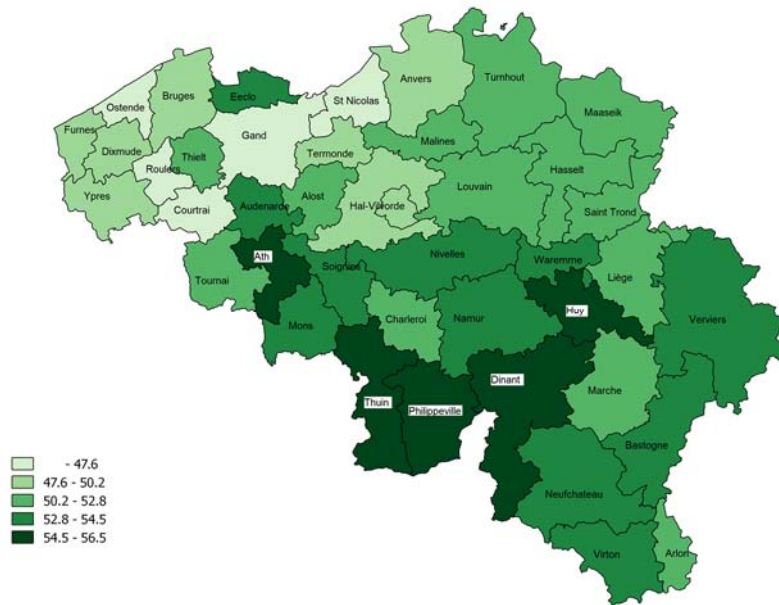 Ostende
Bruges
Eeclo
St Nicolas
Anvers
Turnhout
Maaseik
Furnes
Dixmude
Roulers
Thielt
Gand
Termonde
Malines
Ypres
Courtrai
Audenarde
Alost
Hal-Vilvorde
Louvain
Hasselt
Saint Trond
Tournai
Ath
Soignies
Nivelles
Waremme
Liège
Mons
Charleroi
Namur
Huy
Verviers
Thuin
Philippeville
Dinant
Marche
Bastogne
Neufchateau
Virton
Arlon
- 47.6
47.6 - 50.2
50.2 - 52.8
52.8 - 54.5
54.5 - 56.5